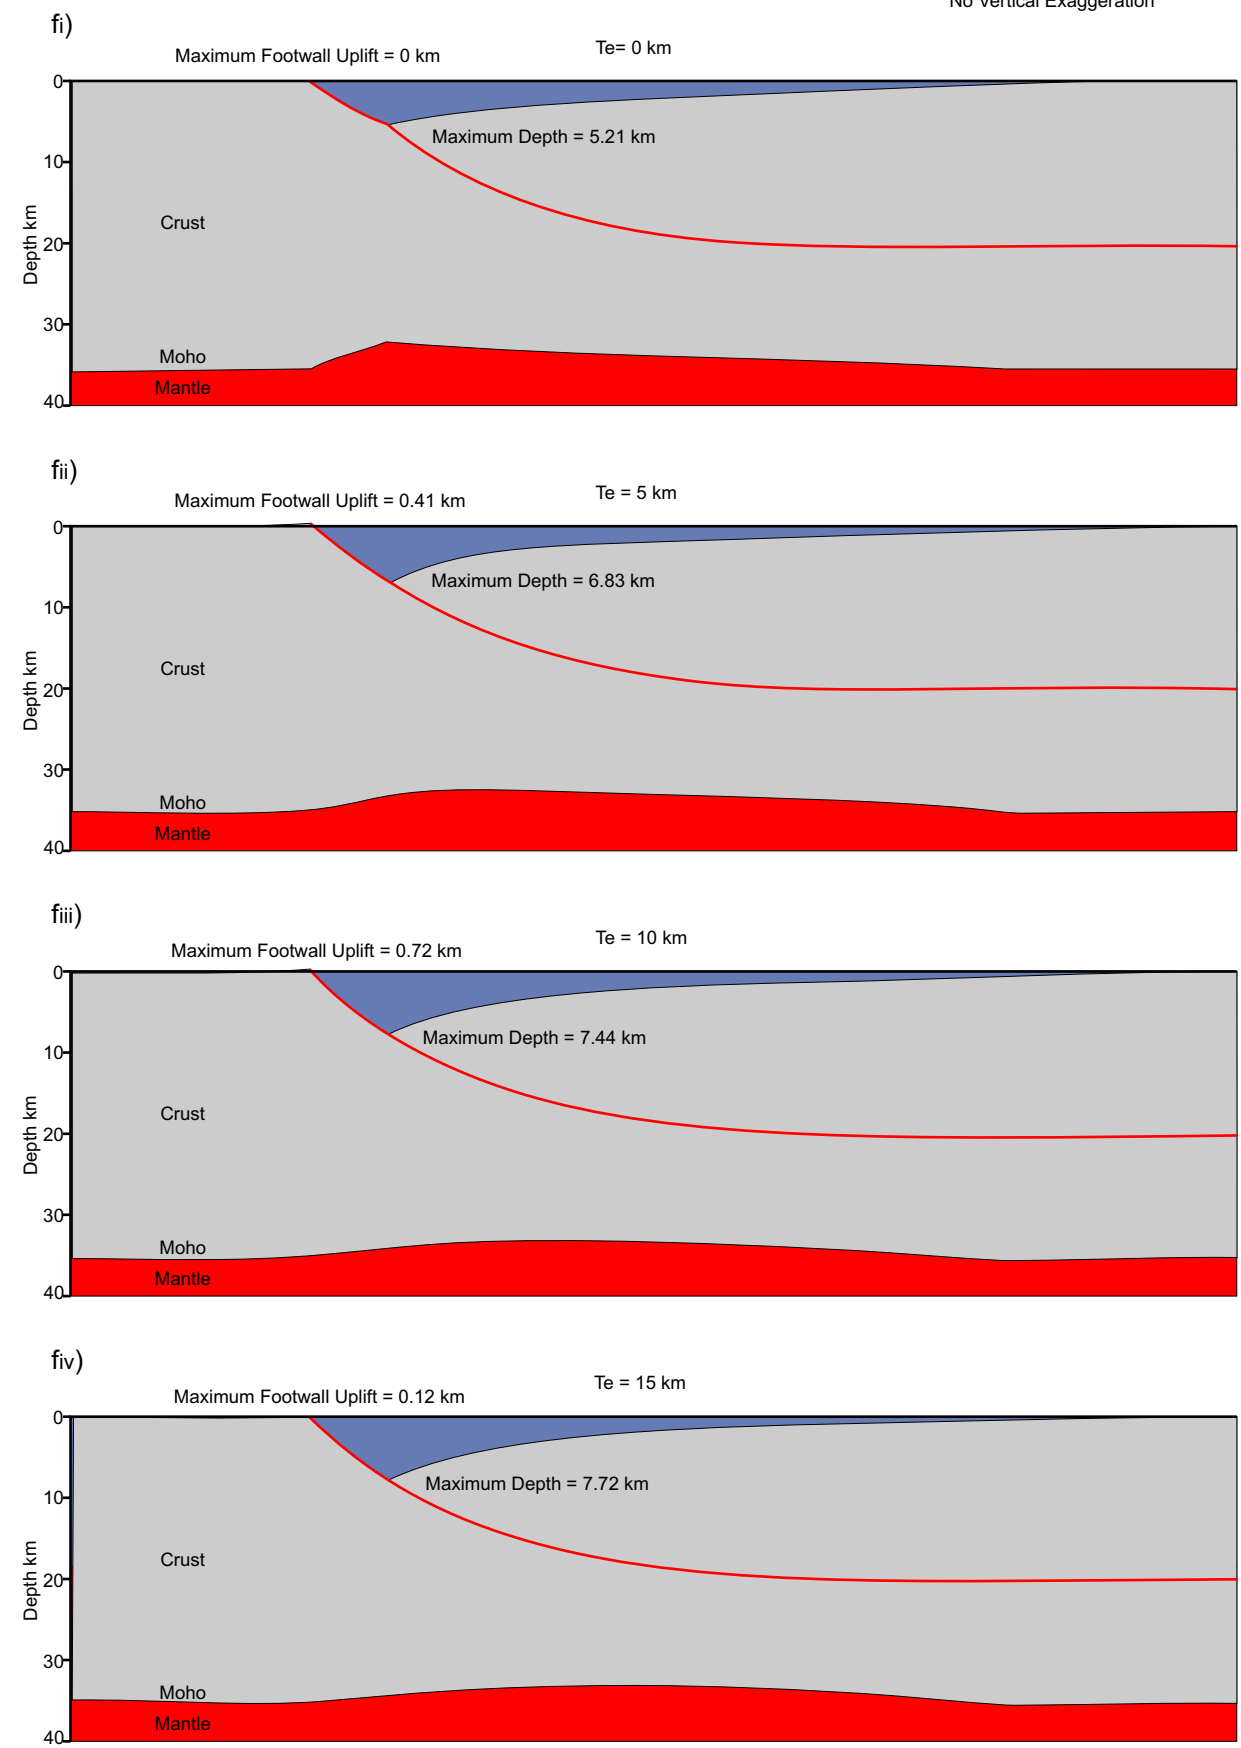 No Vertical Exaggeration
fi)
Maximum Footwall Uplift = 0 km
Te= 0 km
0
Maximum Depth = 5.21 km
10
Crust
Depth km
20
30
Moho
Mantle
40
fii)
Maximum Footwall Uplift = 0.41 km
Te = 5 km
0
Maximum Depth = 6.83 km
10
Crust
Depth km
20
30
Moho
Mantle
40
fiii)
Maximum Footwall Uplift = 0.72 km
Te = 10 km
0
Maximum Depth = 7.44 km
10
Crust
Depth km
20
30
Moho
Mantle
40
fiv)
Maximum Footwall Uplift = 0.12 km
Te = 15 km
0
Maximum Depth = 7.72 km
10
Crust
Depth km
20
30
Moho
Mantle
40